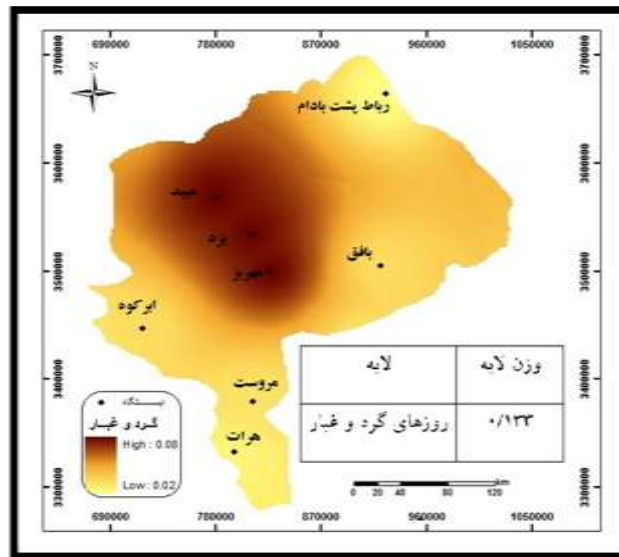 690000 780000 870000 960000 1050000
3700000 3700000
N
رباط پشت بادام
3600000 3600000
میبد
یزد
بافق
مهریز
3500000 3500000
ابرکوه
وزن لایه لایه
3400000 3400000
مروست
ایستگاه
۰/۱۳۳ روزهای گرد و غبار
گرد و غبار
High : 0.08
هرات
Low : 0.02
km
0 20 40 80 120
3300000 3300000
690000 780000 870000 960000 1050000